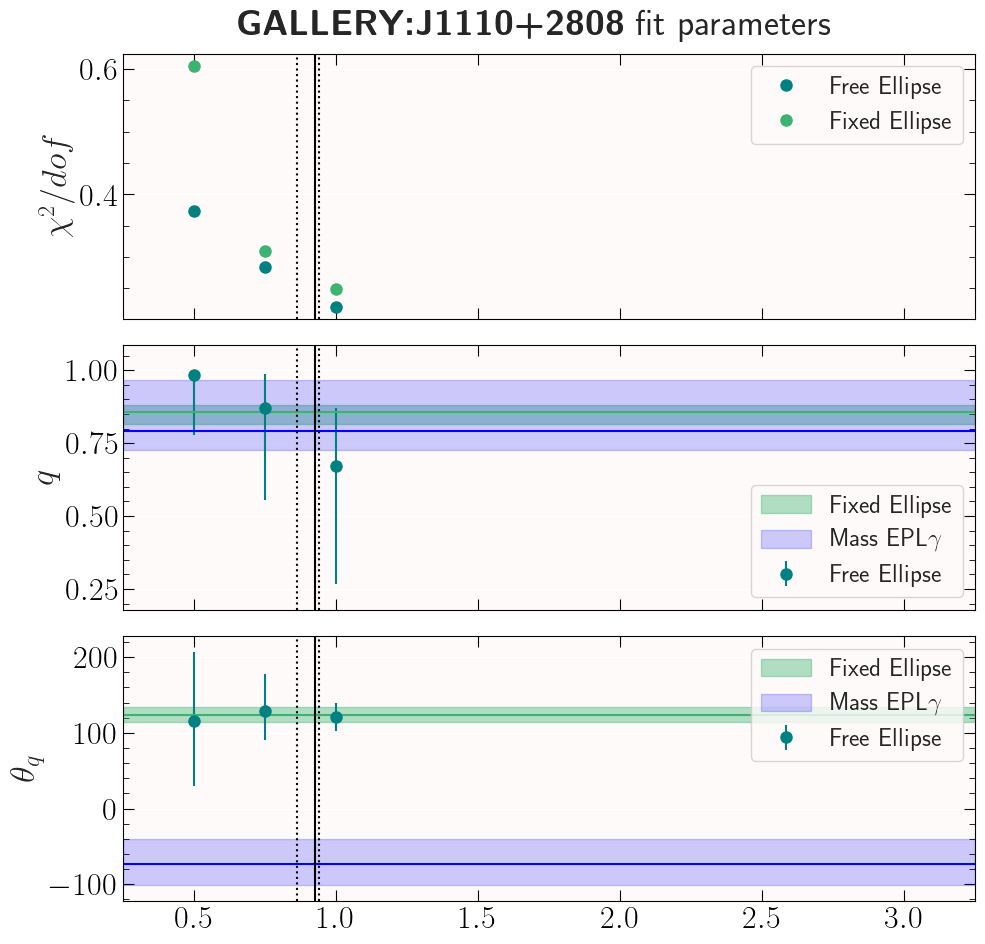 GALLERY:J1110+2808 fit parameters
0.6
0.4
χ²/dof
Free Ellipse
Fixed Ellipse
1.00
0.75
0.50
0.25
q
Fixed Ellipse
Mass EPLγ
Free Ellipse
200
100
0
−100
θ_q
Fixed Ellipse
Mass EPLγ
Free Ellipse
0.5 1.0 1.5 2.0 2.5 3.0